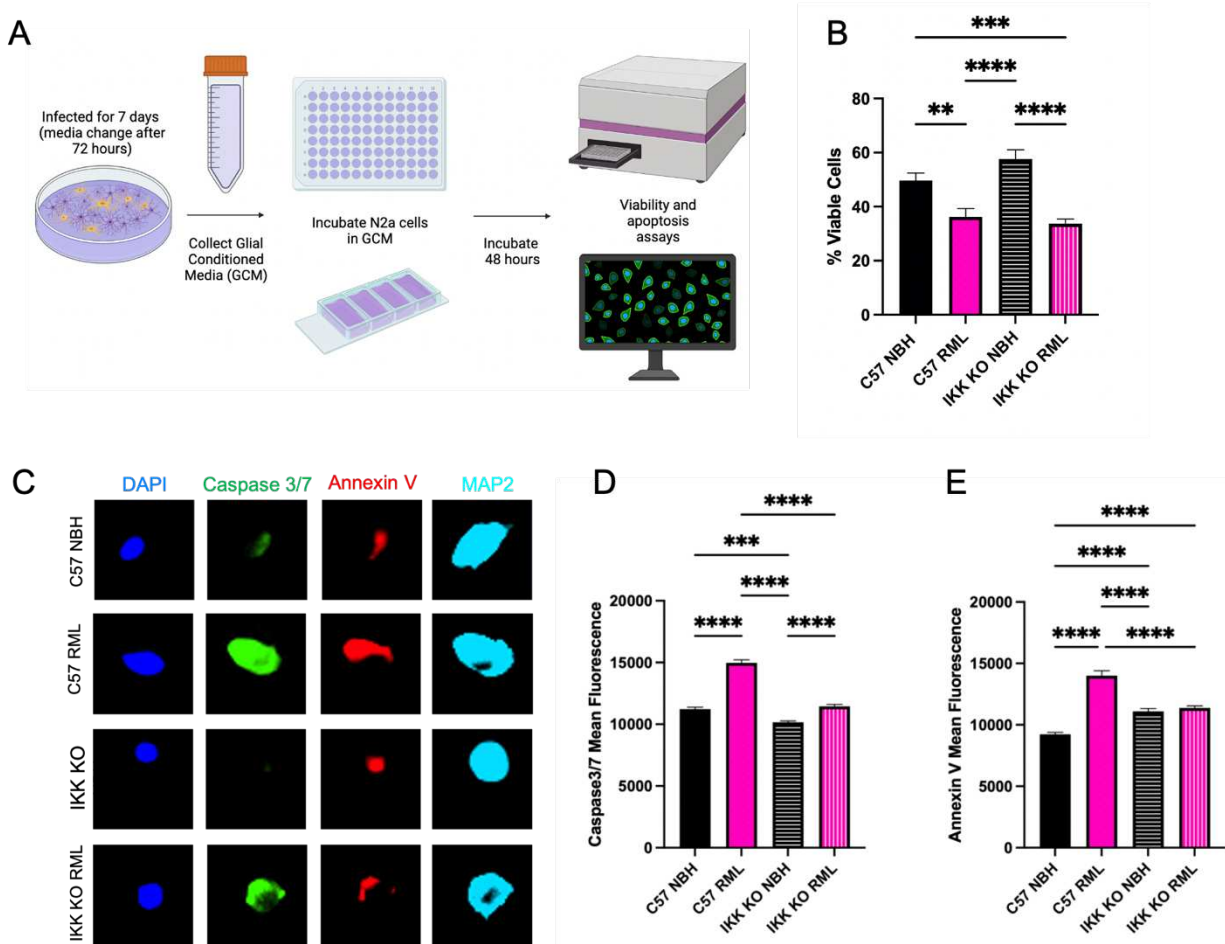 A
Infected for 7 days
(media change after
72 hours)
Collect Glial
Conditioned
Media (GCM)
Incubate N2a cells
in GCM
Incubate
48 hours
Viability and
apoptosis
assays
B
***
****
** ****
% Viable Cells
80
60
40
20
0
C57 NBH
C57 RML
IKK KO NBH
IKK KO RML
C
DAPI Caspase 3/7 Annexin V MAP2
C57 NBH
C57 RML
IKK KO
IKK KO RML
D
****
***
****
**** ****
Caspase3/7 Mean Fluorescence
20000
15000
10000
5000
0
C57 NBH
C57 RML
IKK KO NBH
IKK KO RML
E
****
****
****
**** ****
Annexin V Mean Fluorescence
20000
15000
10000
5000
0
C57 NBH
C57 RML
IKK KO NBH
IKK KO RML